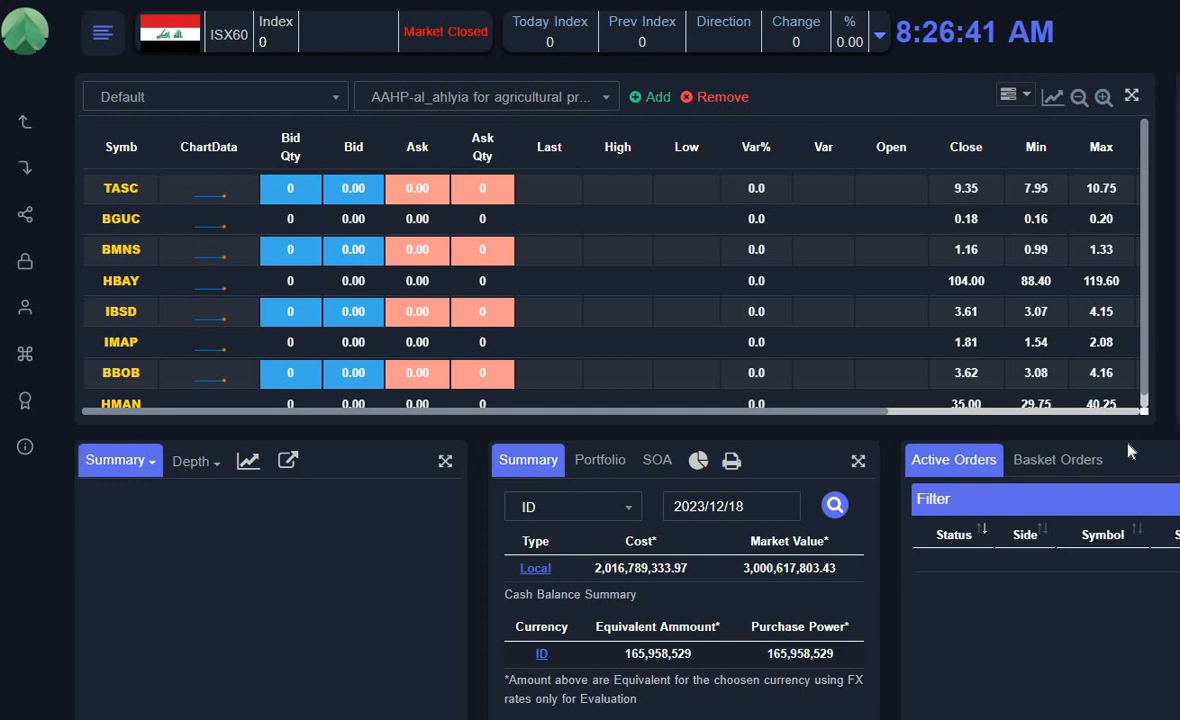 ISX60
Index
0
Market Closed
Today Index
0
Prev Index
0
Direction
Change
0
%
0.00
8:26:41 AM
Default
AAHP-al_ahlyia for agricultural pr...
Add
Remove
Symb ChartData Bid Qty Bid Ask Ask Qty Last High Low Var% Var Open Close Min Max
TASC 0 0.00 0.00 0 0.0 9.35 7.95 10.75
BGUC 0 0.00 0.00 0 0.0 0.18 0.16 0.20
BMNS 0 0.00 0.00 0 0.0 1.16 0.99 1.33
HBAY 0 0.00 0.00 0 0.0 104.00 88.40 119.60
IBSD 0 0.00 0.00 0 0.0 3.61 3.07 4.15
IMAP 0 0.00 0.00 0 0.0 1.81 1.54 2.08
BBOB 0 0.00 0.00 0 0.0 3.62 3.08 4.16
HMAN 0 0.00 0.00 0 0.0 35.00 29.75 40.25
Summary Depth
Summary Portfolio SOA
ID 2023/12/18
Type Cost* Market Value*
Local 2,016,789,333.97 3,000,617,803.43
Cash Balance Summary
Currency Equivalent Ammount* Purchase Power*
ID 165,958,529 165,958,529
*Amount above are Equivalent for the choosen currency using FX
rates only for Evaluation
Active Orders Basket Orders
Filter
Status Side Symbol S